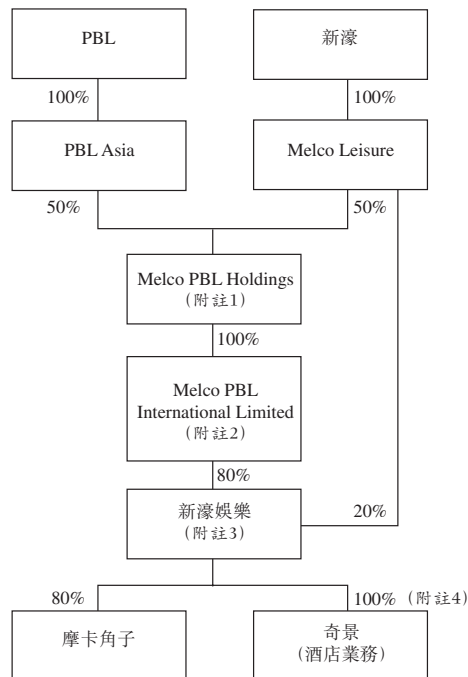 PBL
新濠
100%
100%
PBL Asia
Melco Leisure
50%
50%
Melco PBL Holdings
(附註1)
100%
Melco PBL
International Limited
(附註2)
80%
新濠娛樂
(附註3)
20%
80%
100% (附註4)
摩卡角子
奇景
(酒店業務)